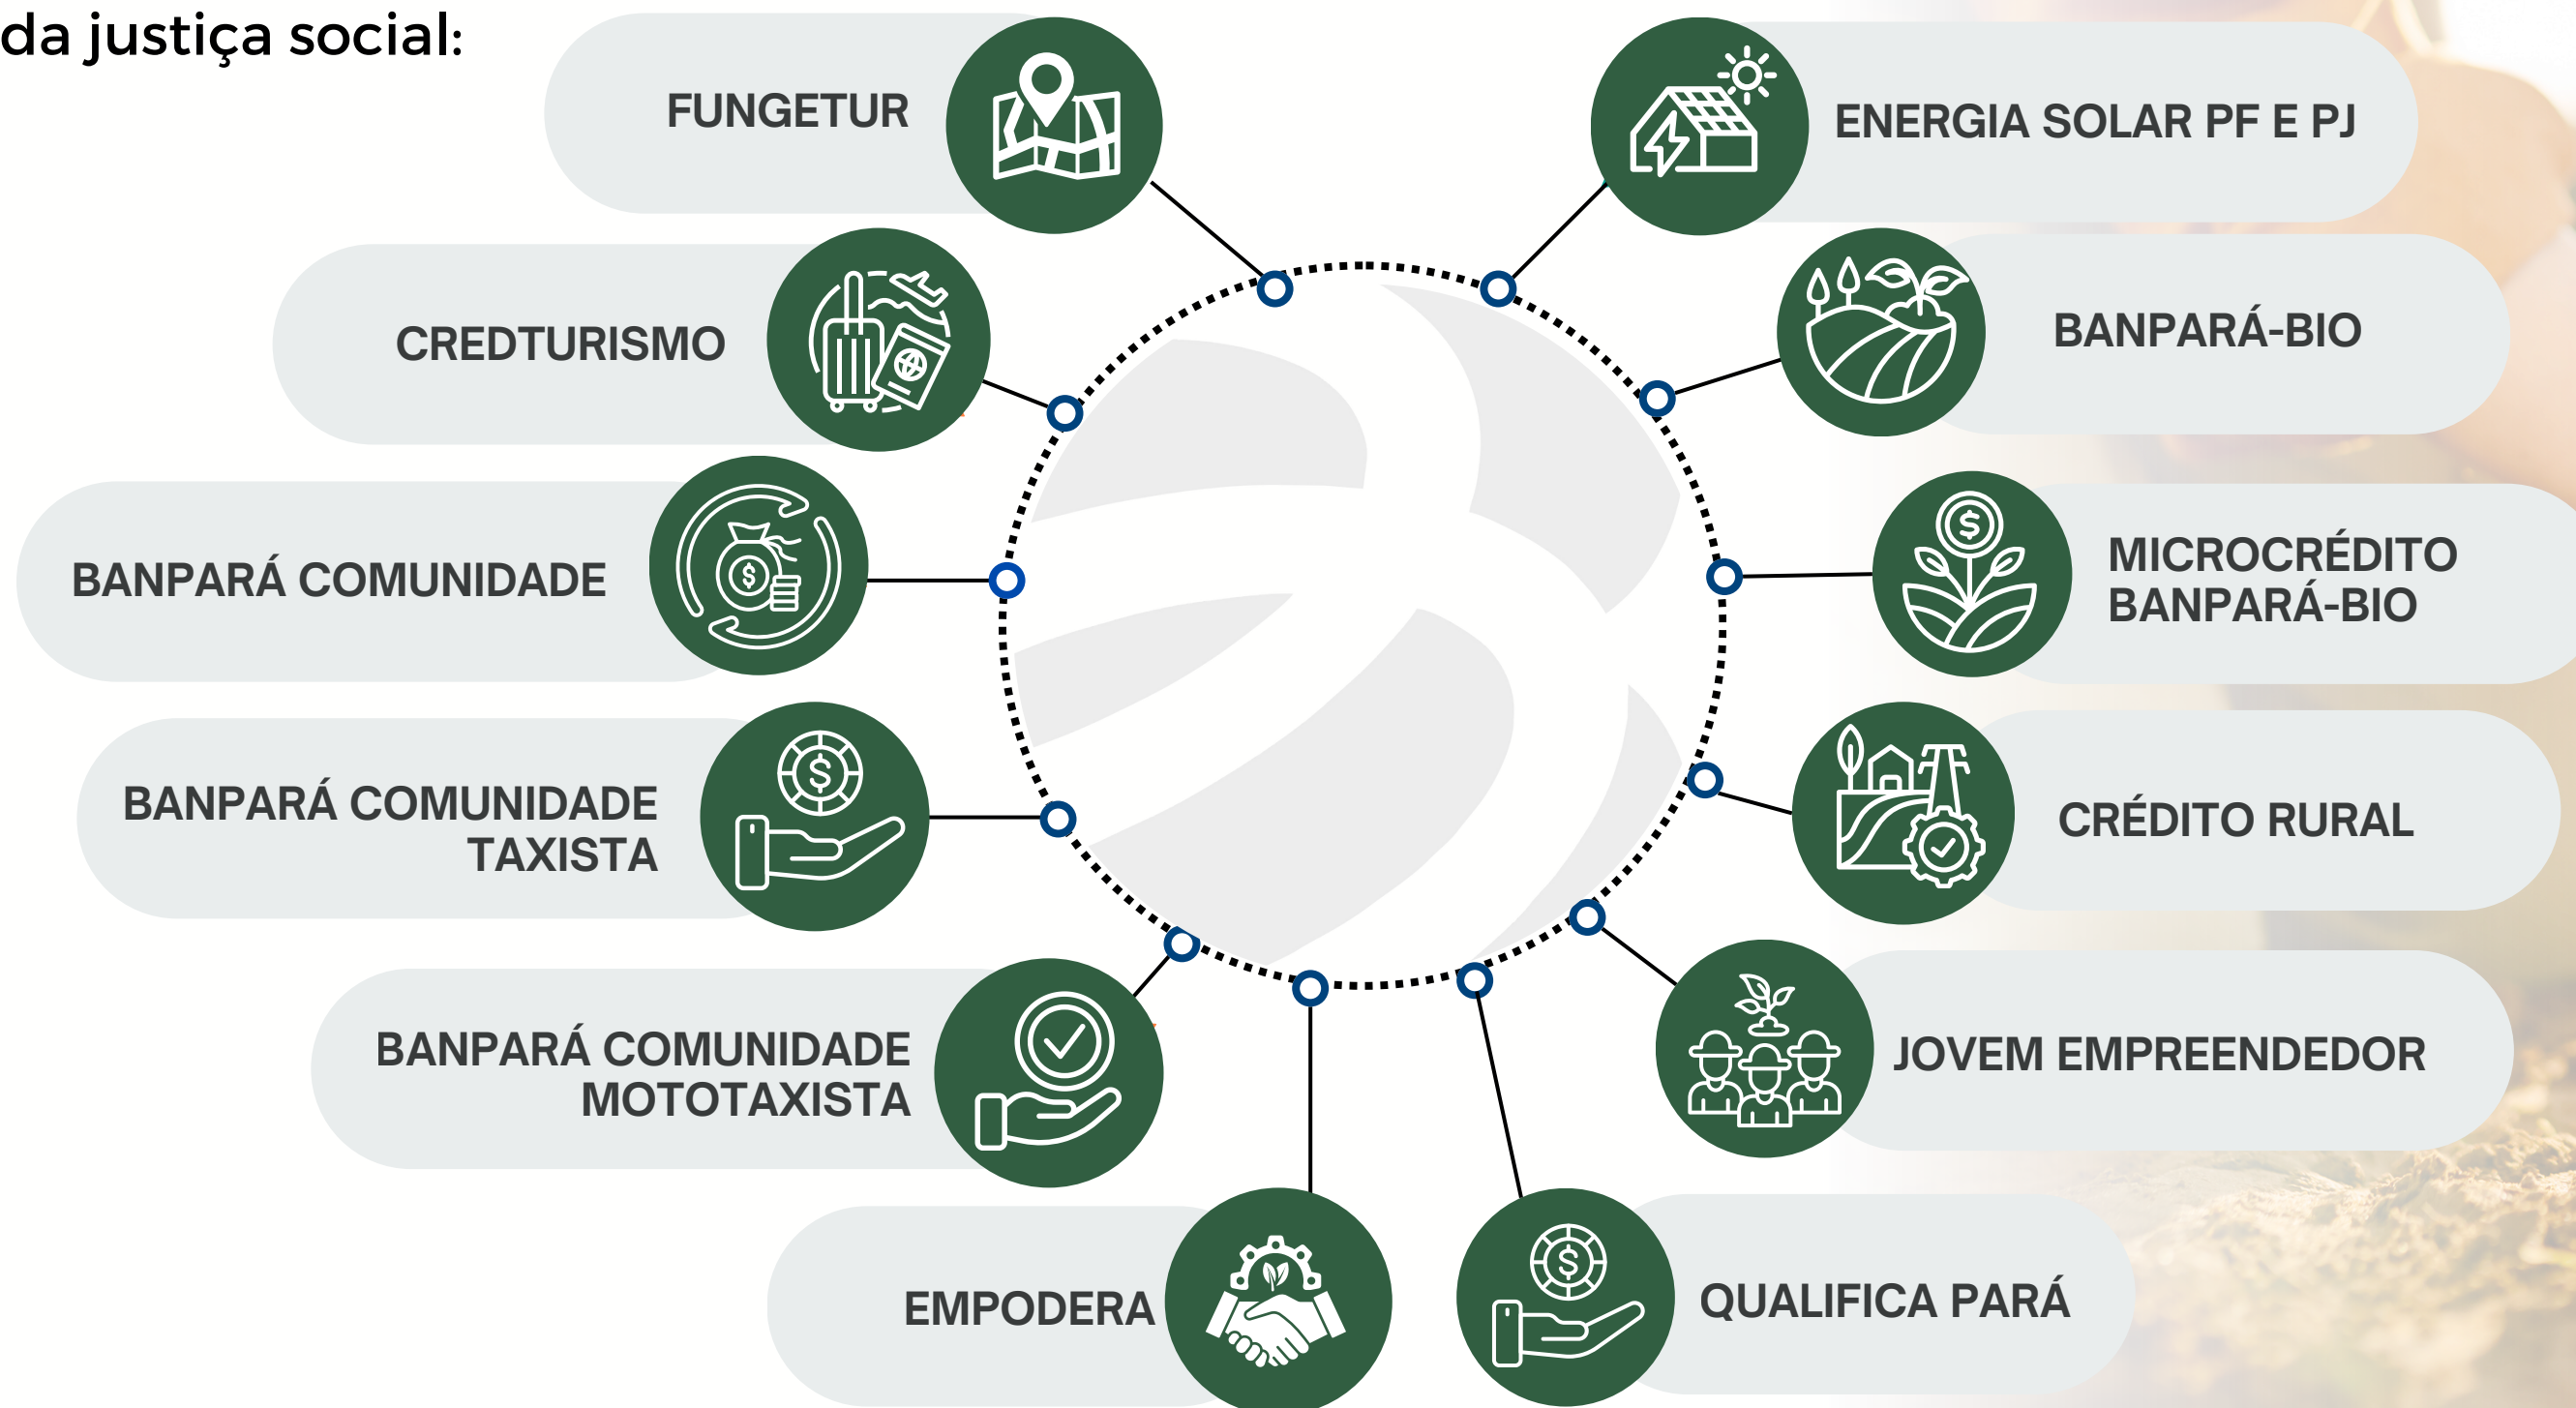 da justiça social:
FUNGETUR
CREDTURISMO
BANPARÁ COMUNIDADE
BANPARÁ COMUNIDADE
TAXISTA
BANPARÁ COMUNIDADE
MOTOTAXISTA
EMPODERA
ENERGIA SOLAR PF E PJ
BANPARÁ-BIO
MICROCRÉDITO
BANPARÁ-BIO
CRÉDITO RURAL
JOVEM EMPREENDEDOR
QUALIFICA PARÁ